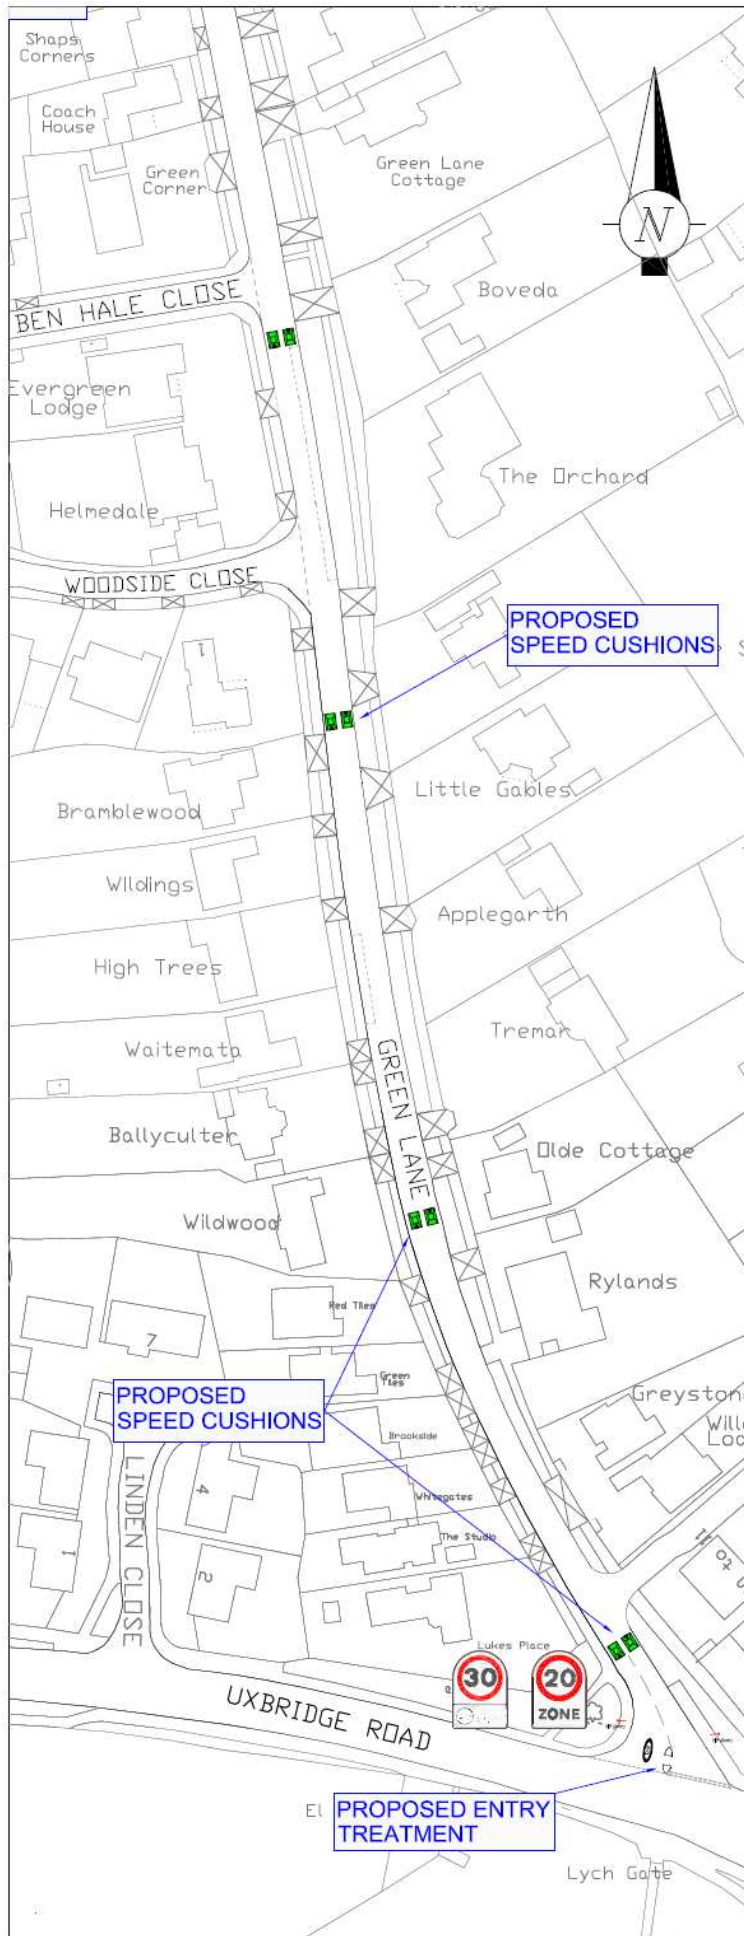 Shaps
Corners
Coach
House
Green
Corner
Green Lane
Cottage
N
Boveda
BEN HALE CLOSE
Evergreen
Lodge
The Orchard
Helmedale
WOODSIDE CLOSE
PROPOSED
SPEED CUSHIONS
1
Little Gables
Bramblewood
Wildings
Applegarth
High Trees
Tremar
Waitemata
GREEN LANE
Ballyculter
Olde Cottage
Wildwood
Rylands
Red Tiles
7
Green
Tiles
PROPOSED
SPEED CUSHIONS
Brookside
LINDEN CLOSE
4
Whitegates
The Studio
1
2
to 11
Lukes Place
30
20
ZONE
UXBRIDGE ROAD
El
PROPOSED ENTRY
TREATMENT
Lych Gate